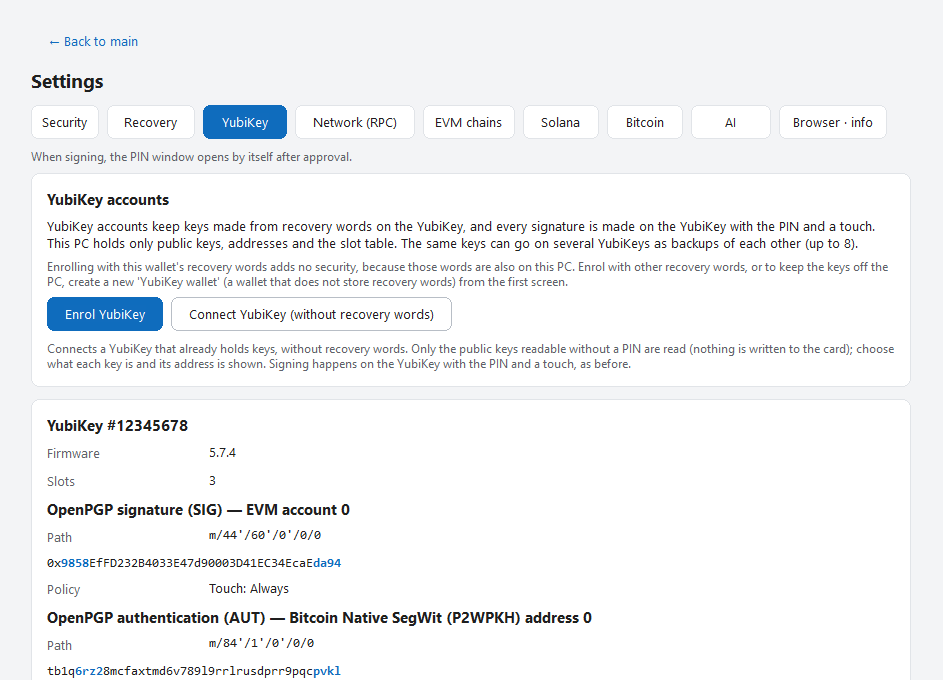 ← Back to main
Settings
Security
Recovery
YubiKey
Network (RPC)
EVM chains
Solana
Bitcoin
AI
Browser · info
When signing, the PIN window opens by itself after approval.
YubiKey accounts
YubiKey accounts keep keys made from recovery words on the YubiKey, and every signature is made on the YubiKey with the PIN and a touch.
This PC holds only public keys, addresses and the slot table. The same keys can go on several YubiKeys as backups of each other (up to 8).
Enrolling with this wallet's recovery words adds no security, because those words are also on this PC. Enrol with other recovery words, or to keep the keys off the
PC, create a new 'YubiKey wallet' (a wallet that does not store recovery words) from the first screen.
Enrol YubiKey
Connect YubiKey (without recovery words)
Connects a YubiKey that already holds keys, without recovery words. Only the public keys readable without a PIN are read (nothing is written to the card); choose
what each key is and its address is shown. Signing happens on the YubiKey with the PIN and a touch, as before.
YubiKey #12345678
Firmware 5.7.4
Slots 3
OpenPGP signature (SIG) — EVM account 0
Path m/44'/60'/0'/0/0
0x9858EfFD232B4033E47d90003D41EC34EcaEda94
Policy Touch: Always
OpenPGP authentication (AUT) — Bitcoin Native SegWit (P2WPKH) address 0
Path m/84'/1'/0'/0/0
tb1q6rz28mcfaxtmd6v789l9rrlrusdprr9pqcpvkl